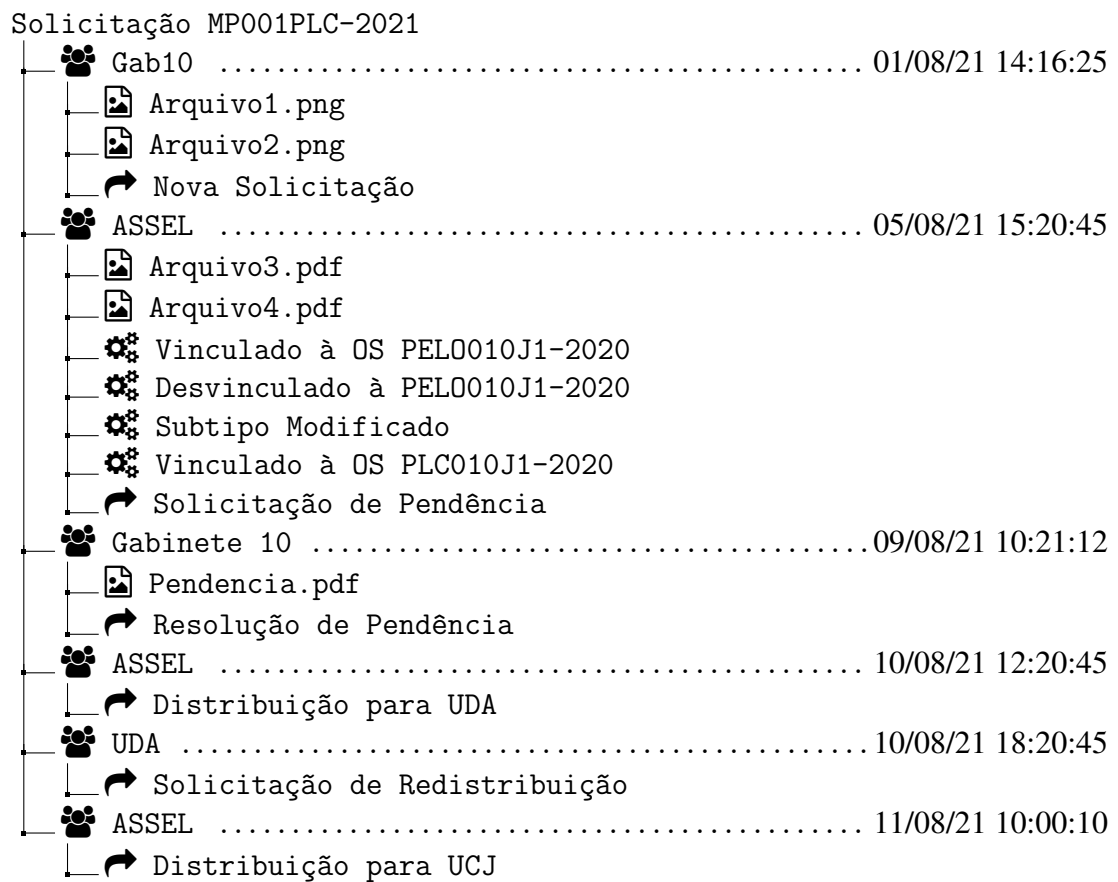 Solicitação MP001PLC-2021
Gab10 ............................................. 01/08/21 14:16:25
Arquivo1.png
Arquivo2.png
Nova Solicitação
ASSEL ............................................. 05/08/21 15:20:45
Arquivo3.pdf
Arquivo4.pdf
Vinculado à OS PELO010J1-2020
Desvinculado à PELO010J1-2020
Subtipo Modificado
Vinculado à OS PLC010J1-2020
Solicitação de Pendência
Gabinete 10 ....................................... 09/08/21 10:21:12
Pendencia.pdf
Resolução de Pendência
ASSEL ............................................. 10/08/21 12:20:45
Distribuição para UDA
UDA ................................................ 10/08/21 18:20:45
Solicitação de Redistribuição
ASSEL ............................................. 11/08/21 10:00:10
Distribuição para UCJ